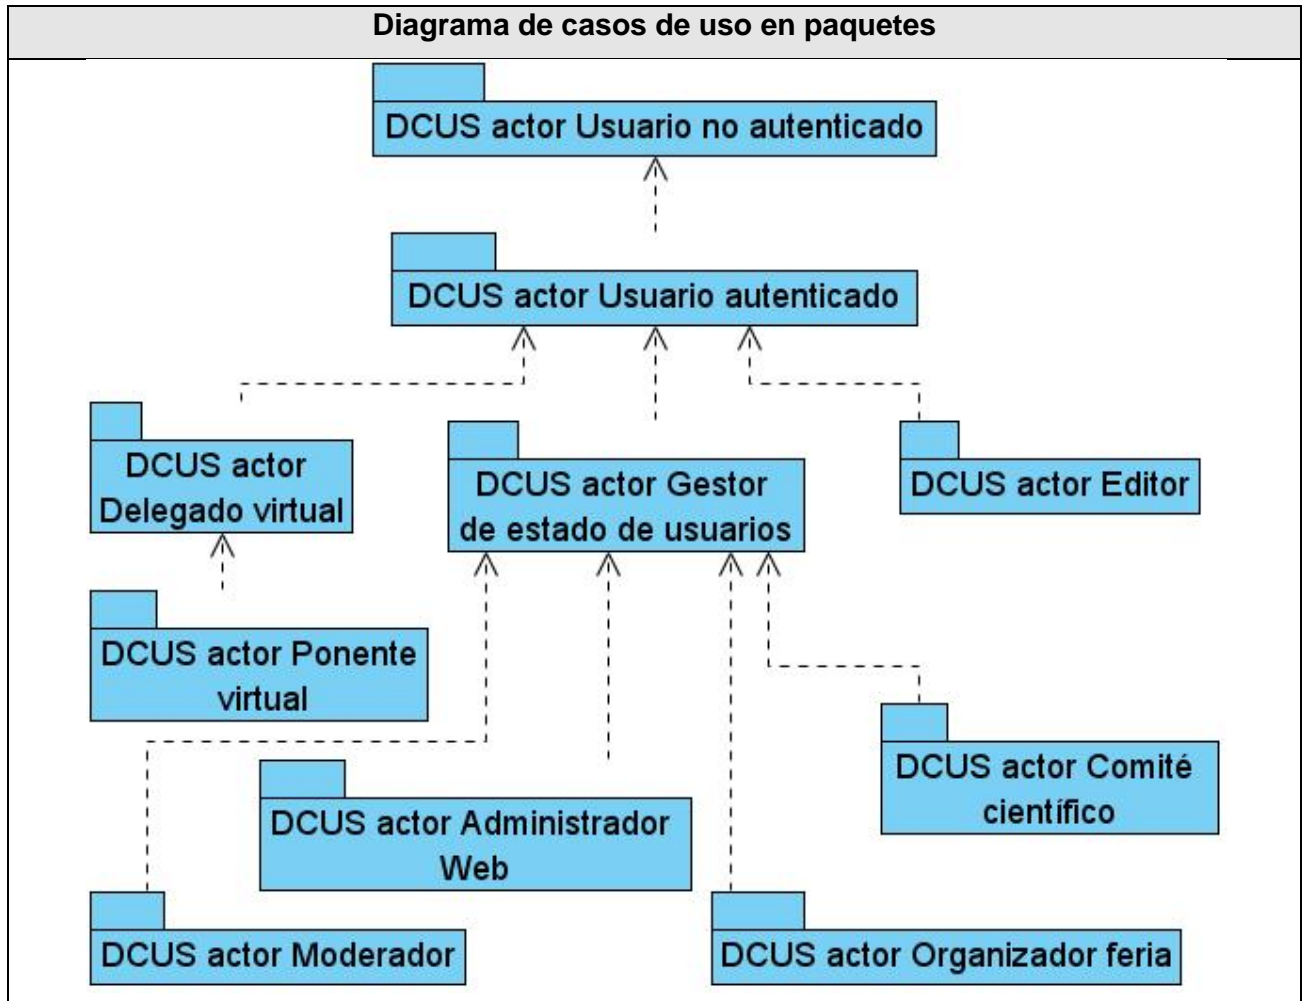 Diagrama de casos de uso en paquetes
DCUS actor Usuario no autenticado
DCUS actor Usuario autenticado
DCUS actor
Delegado virtual
DCUS actor Gestor
de estado de usuarios
DCUS actor Editor
DCUS actor Ponente
virtual
DCUS actor Comité
científico
DCUS actor Administrador
Web
DCUS actor Moderador
DCUS actor Organizador feria